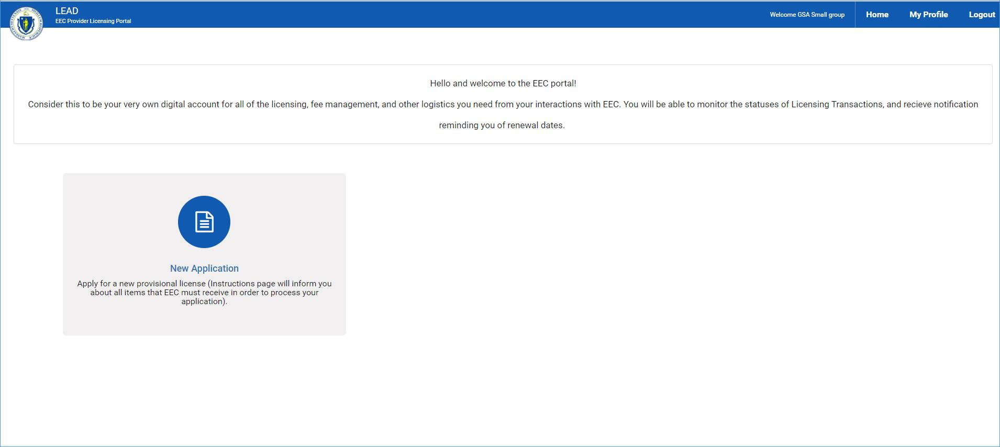 LEAD
EEC Provider Licensing Portal
Welcome GSA Small group
Home
My Profile
Logout
Hello and welcome to the EEC portal!
Consider this to be your very own digital account for all of the licensing, fee management, and other logistics you need from your interactions with EEC. You will be able to monitor the statuses of Licensing Transactions, and recieve notification
reminding you of renewal dates.
New Application
Apply for a new provisional license (Instructions page will inform you
about all items that EEC must receive in order to process your
application).